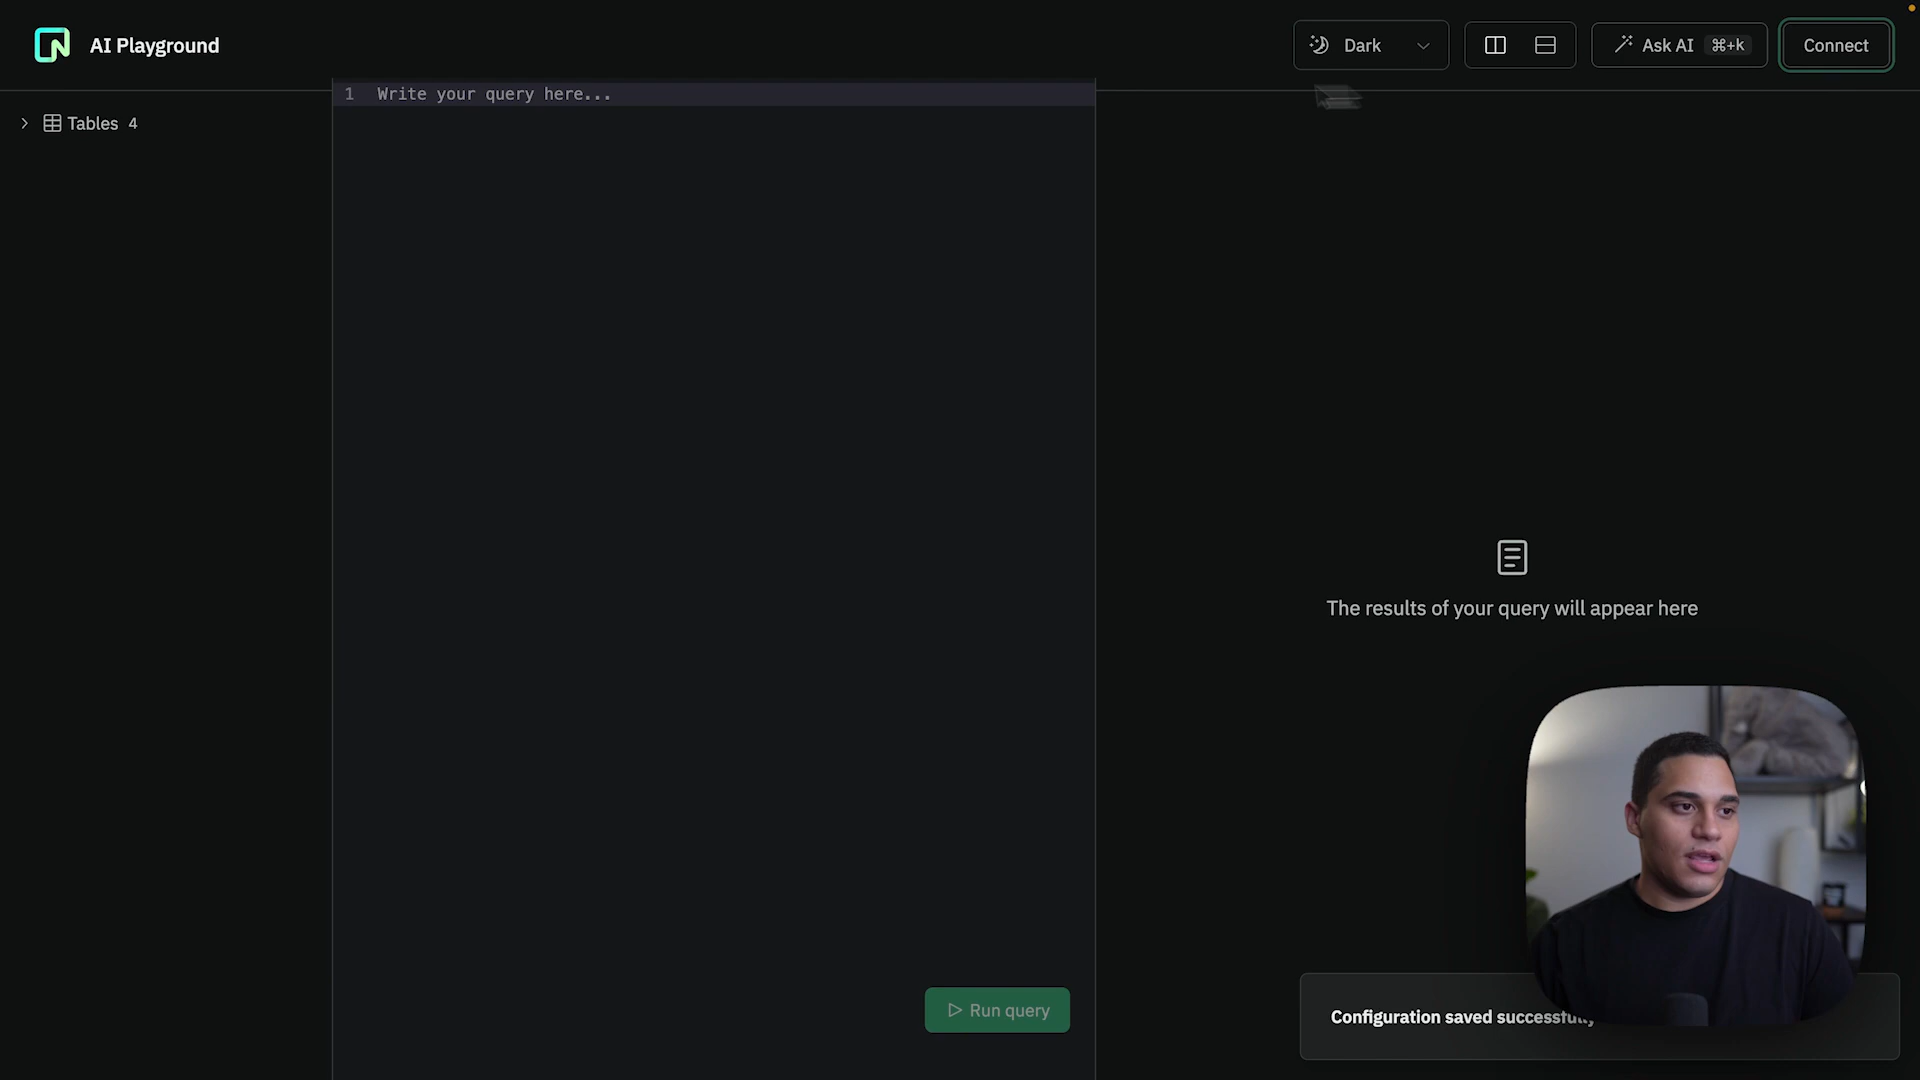 AI Playground
Dark
Ask AI ⌘+k
Connect
Tables 4
1 Write your query here...
The results of your query will appear here
Run query
Configuration saved successfully